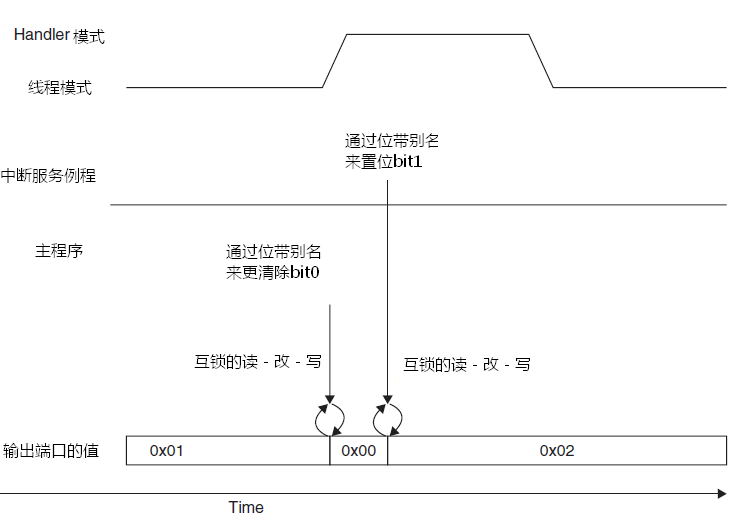 Handler 模式
线程模式
通过位带别名
来置位bit1
中断服务例程
主程序
通过位带别名
来更清除bit0
互锁的读 - 改 - 写
互锁的读 - 改 - 写
输出端口的值
0x01
0x00
0x02
Time